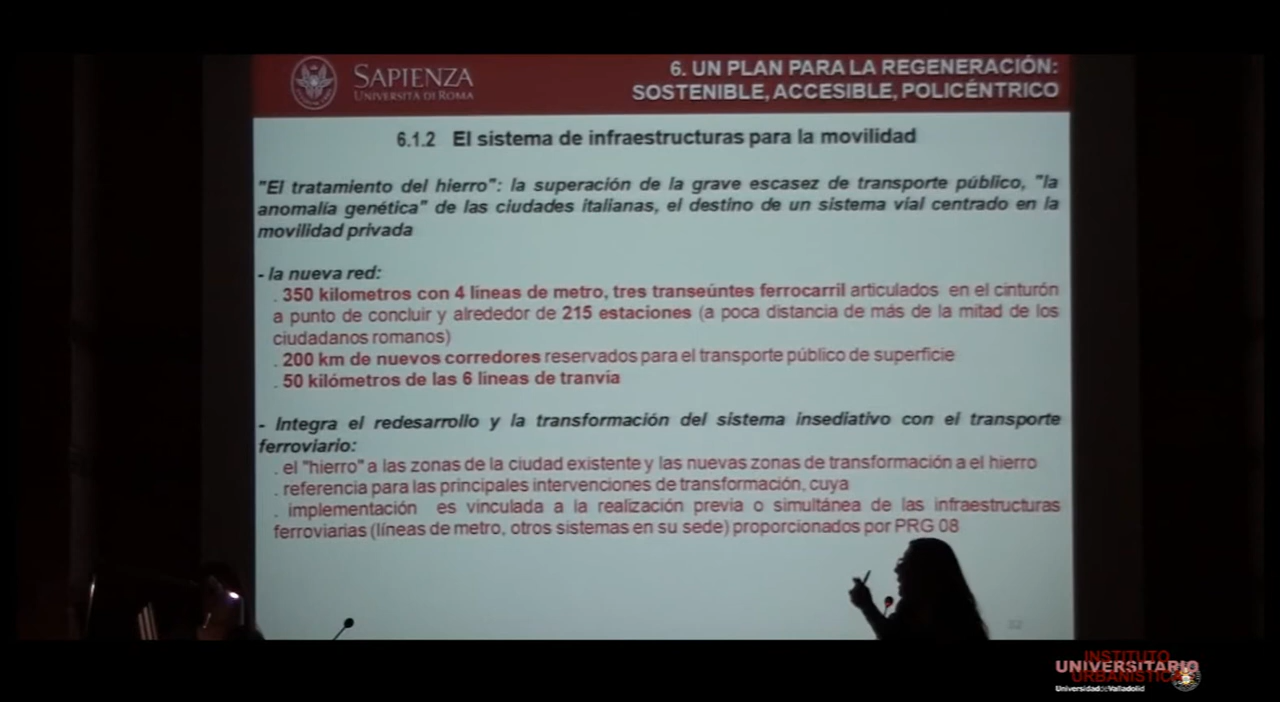 SAPIENZA
UNIVERSITÀ DI ROMA
6. UN PLAN PARA LA REGENERACIÓN:
SOSTENIBLE, ACCESIBLE, POLICÉNTRICO
6.1.2 El sistema de infraestructuras para la movilidad
"El tratamiento del hierro": la superación de la grave escasez de transporte público, "la
anomalía genética" de las ciudades italianas, el destino de un sistema vial centrado en la
movilidad privada
- la nueva red:
. 350 kilometros con 4 lineas de metro, tres transeúntes ferrocarril articulados en el cinturón
a punto de concluir y alrededor de 215 estaciones (a poca distancia de más de la mitad de los
ciudadanos romanos)
. 200 km de nuevos corredores reservados para el transporte público de superficie
. 50 kilómetros de las 6 lineas de tranvía
- Integra el redesarrollo y la transformación del sistema insediativo con el transporte
ferroviario:
. el "hierro" a las zonas de la ciudad existente y las nuevas zonas de transformación a el hierro
. referencia para las principales intervenciones de transformación, cuya
. implementación es vinculada a la realización previa o simultánea de las infraestructuras
ferroviarias (líneas de metro, otros sistemas en su sede) proporcionados por PRG 08
32
INSTITUTO
UNIVERSITARIO
URBANÍSTICA
Universidad de Valladolid